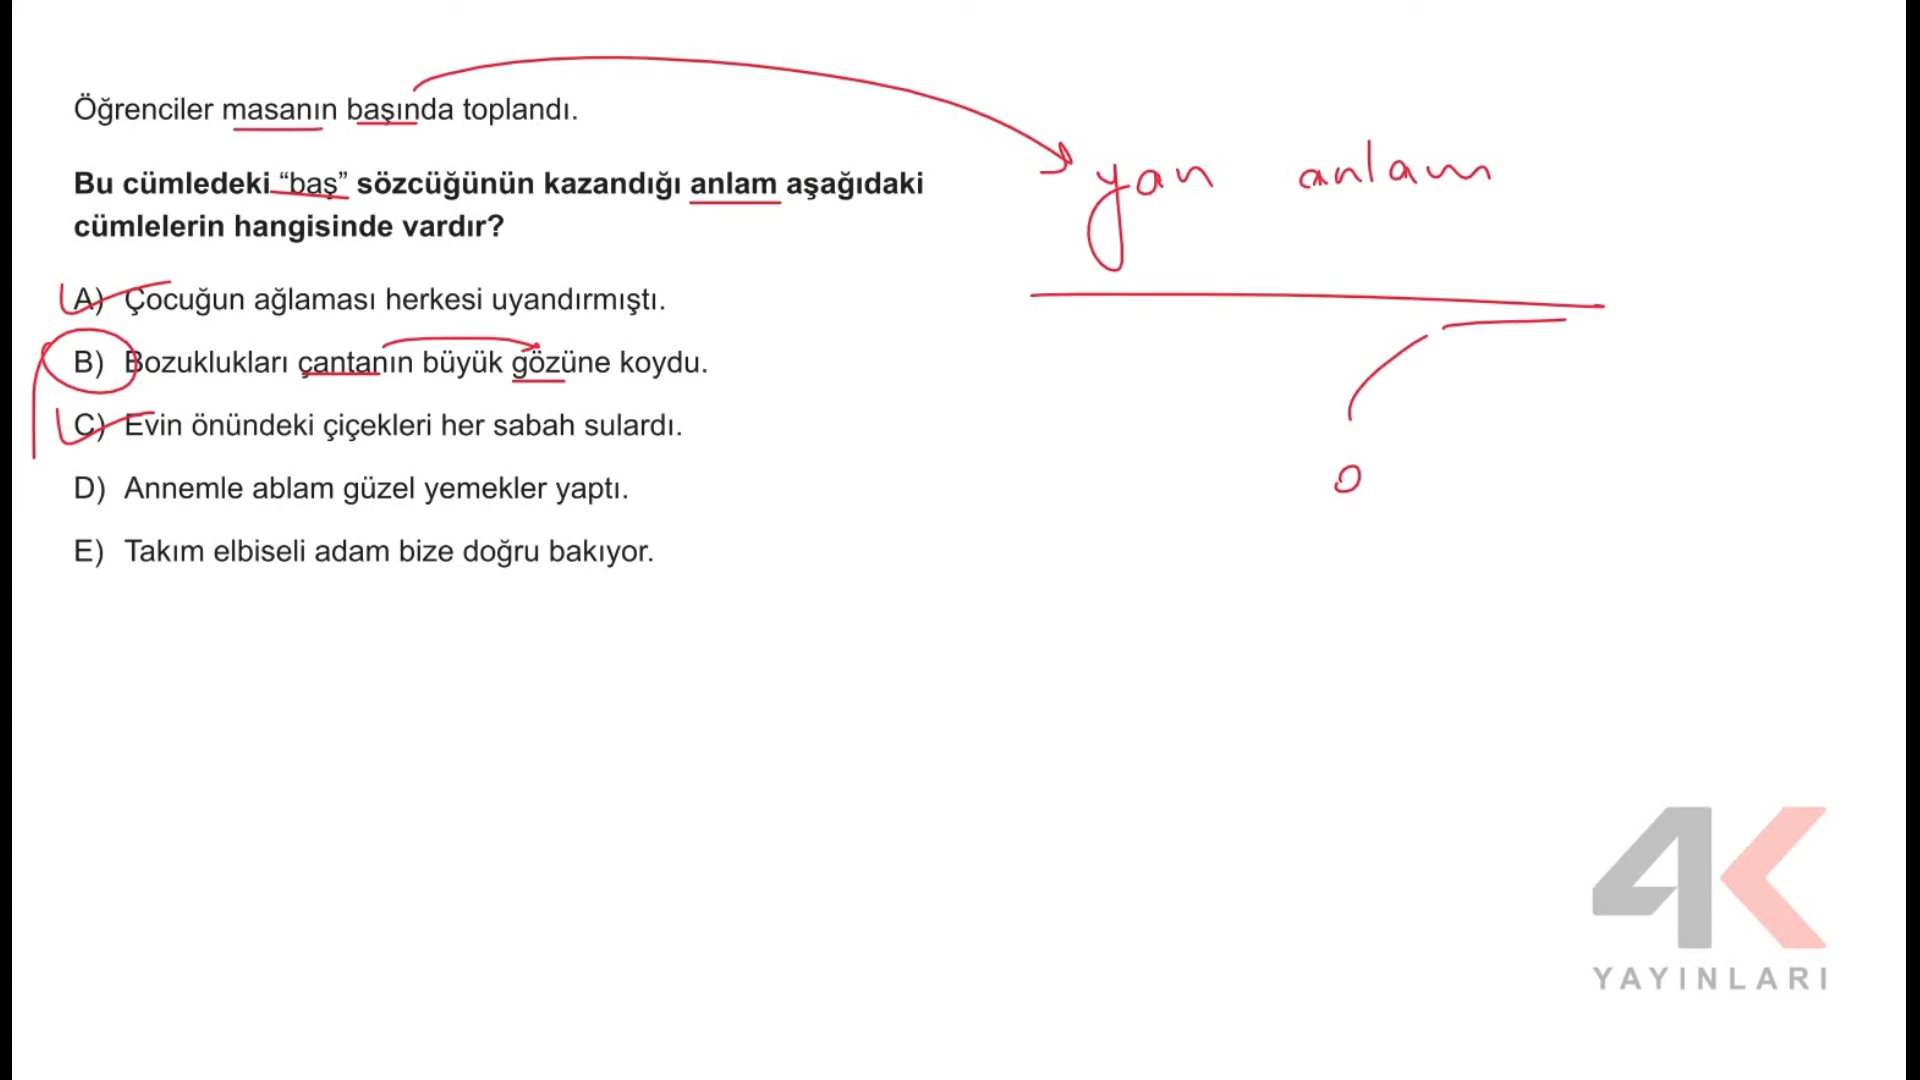 Öğrenciler masanın başında toplandı.
yan anlam
Bu cümledeki “baş” sözcüğünün kazandığı anlam aşağıdaki
cümlelerin hangisinde vardır?
A) Çocuğun ağlaması herkesi uyandırmıştı.
B) Bozuklukları çantanın büyük gözüne koydu.
C) Evin önündeki çiçekleri her sabah sulardı.
D) Annemle ablam güzel yemekler yaptı.
E) Takım elbiseli adam bize doğru bakıyor.
4K
YAYINLARI